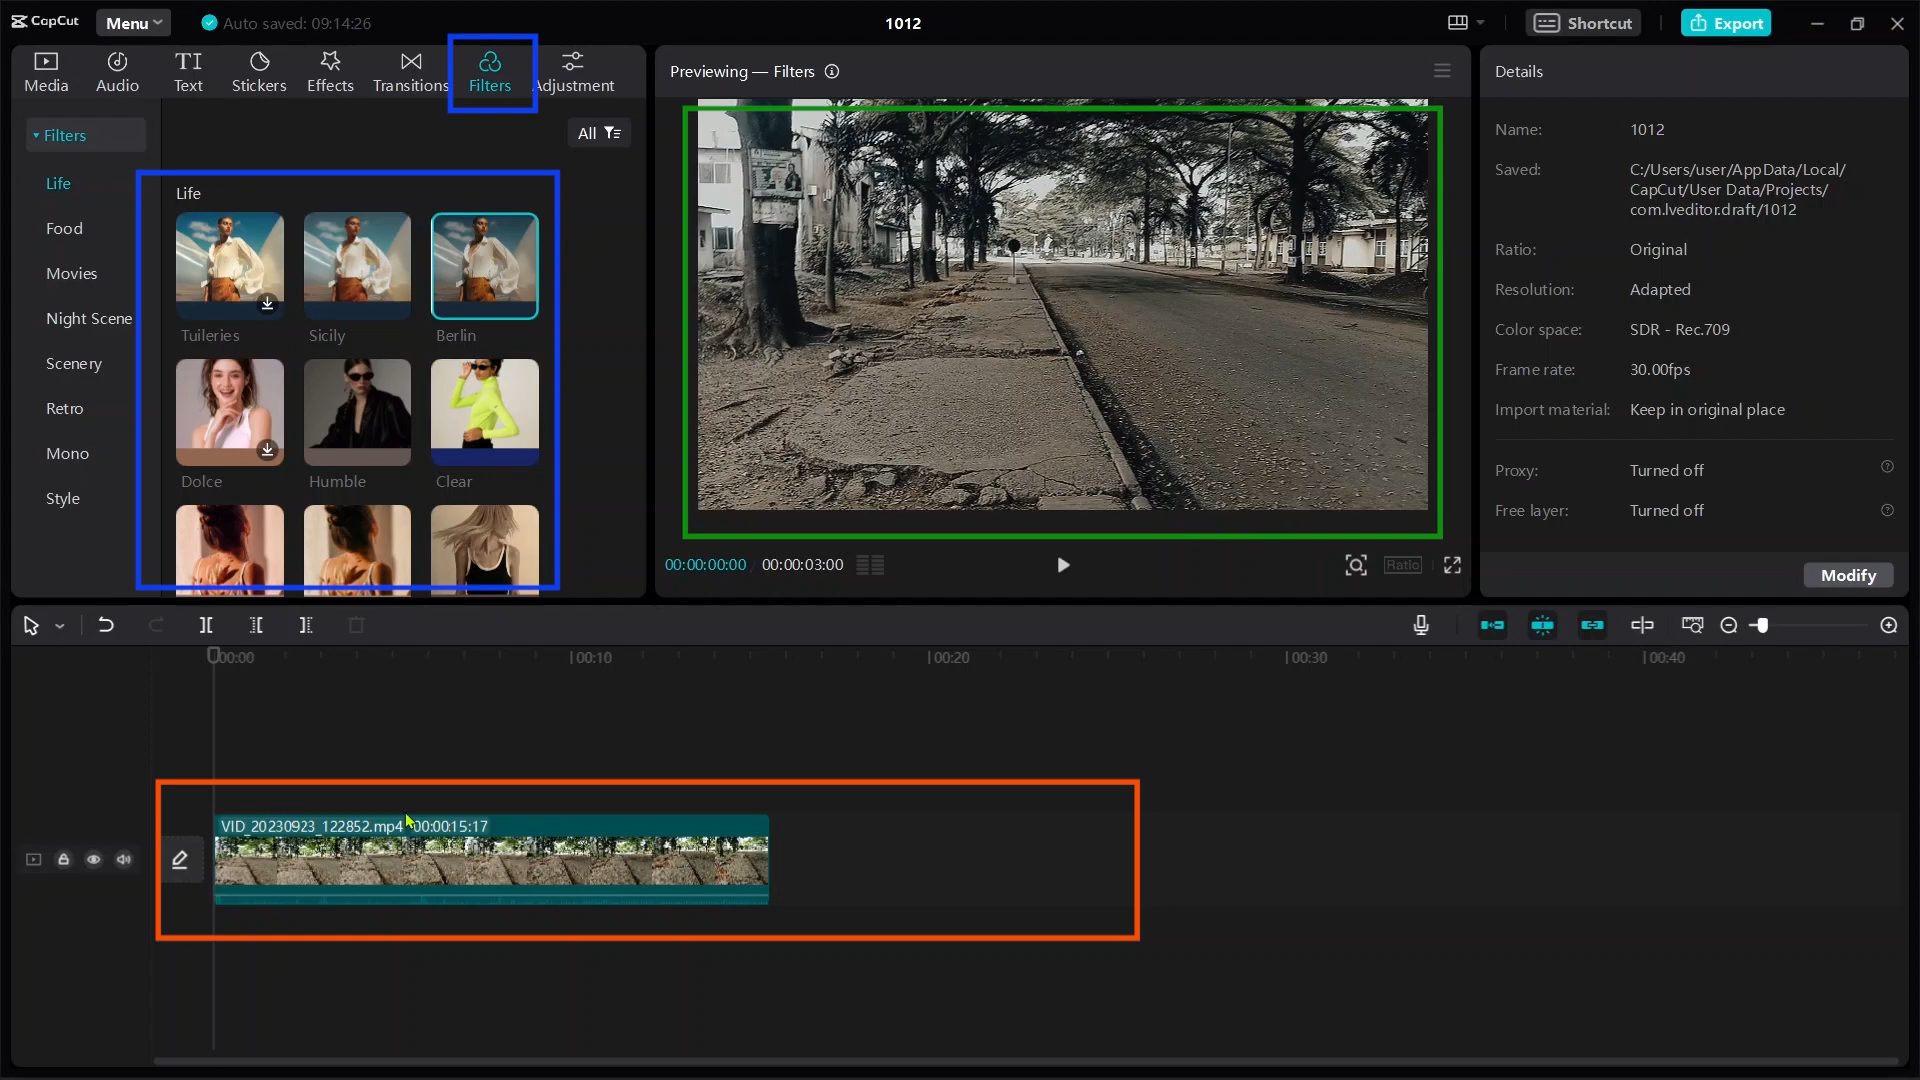 CapCut
Menu
Auto saved: 09:14:26
1012
Shortcut
Export
Media
Audio
Text
Stickers
Effects
Transitions
Filters
Adjustment
Filters
Life
Food
Movies
Night Scene
Scenery
Retro
Mono
Style
All
Life
Tuileries
Sicily
Berlin
Dolce
Humble
Clear
Previewing — Filters
00:00:00:00
00:00:03:00
Ratio
Details
Name: 1012
Saved: C:/Users/user/AppData/Local/
CapCut/User Data/Projects/
com.lveditor.draft/1012
Ratio: Original
Resolution: Adapted
Color space: SDR - Rec.709
Frame rate: 30.00fps
Import material: Keep in original place
Proxy: Turned off
Free layer: Turned off
Modify
00:00
00:10
00:20
00:30
00:40
VID_20230923_122852.mp4 00:00:15:17